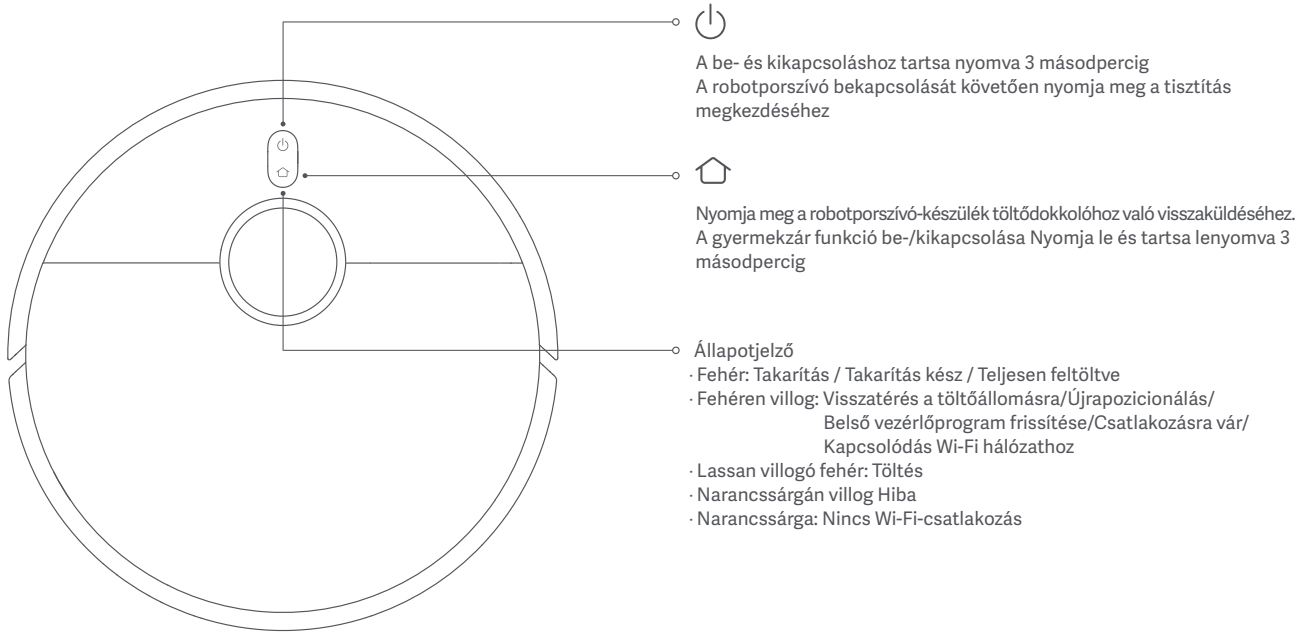 A be- és kikapcsoláshoz tartsa nyomva 3 másodpercig
A robotporszívó bekapcsolását követően nyomja meg a tisztítás
megkezdéséhez
Nyomja meg a robotporszívó-készülék töltődokkolóhoz való visszaküldéséhez.
A gyermekzár funkció be-/kikapcsolása Nyomja le és tartsa lenyomva 3
másodpercig
Állapotjelző
· Fehér: Takarítás / Takarítás kész / Teljesen feltöltve
· Fehéren villog: Visszatérés a töltőállomásra/Újrapozicionálás/
Belső vezérlőprogram frissítése/Csatlakozásra vár/
Kapcsolódás Wi-Fi hálózathoz
· Lassan villogó fehér: Töltés
· Narancssárgán villog Hiba
· Narancssárga: Nincs Wi-Fi-csatlakozás